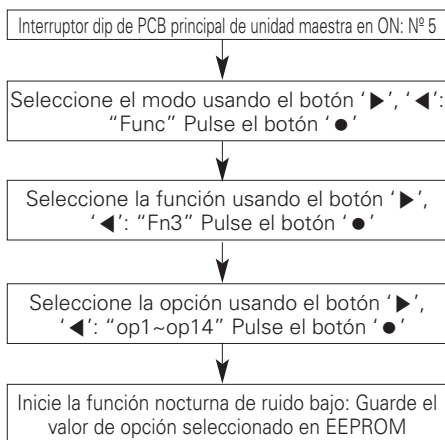 Interruptor dip de PCB principal de unidad maestra en ON: Nº 5
Seleccione el modo usando el botón ‘▶’, ‘◀’:
“Func” Pulse el botón ‘●’
Seleccione la función usando el botón ‘▶’,
‘◀’: “Fn3” Pulse el botón ‘●’
Seleccione la opción usando el botón ‘▶’,
‘◀’: “op1~op14” Pulse el botón ‘●’
Inicie la función nocturna de ruido bajo: Guarde el
valor de opción seleccionado en EEPROM